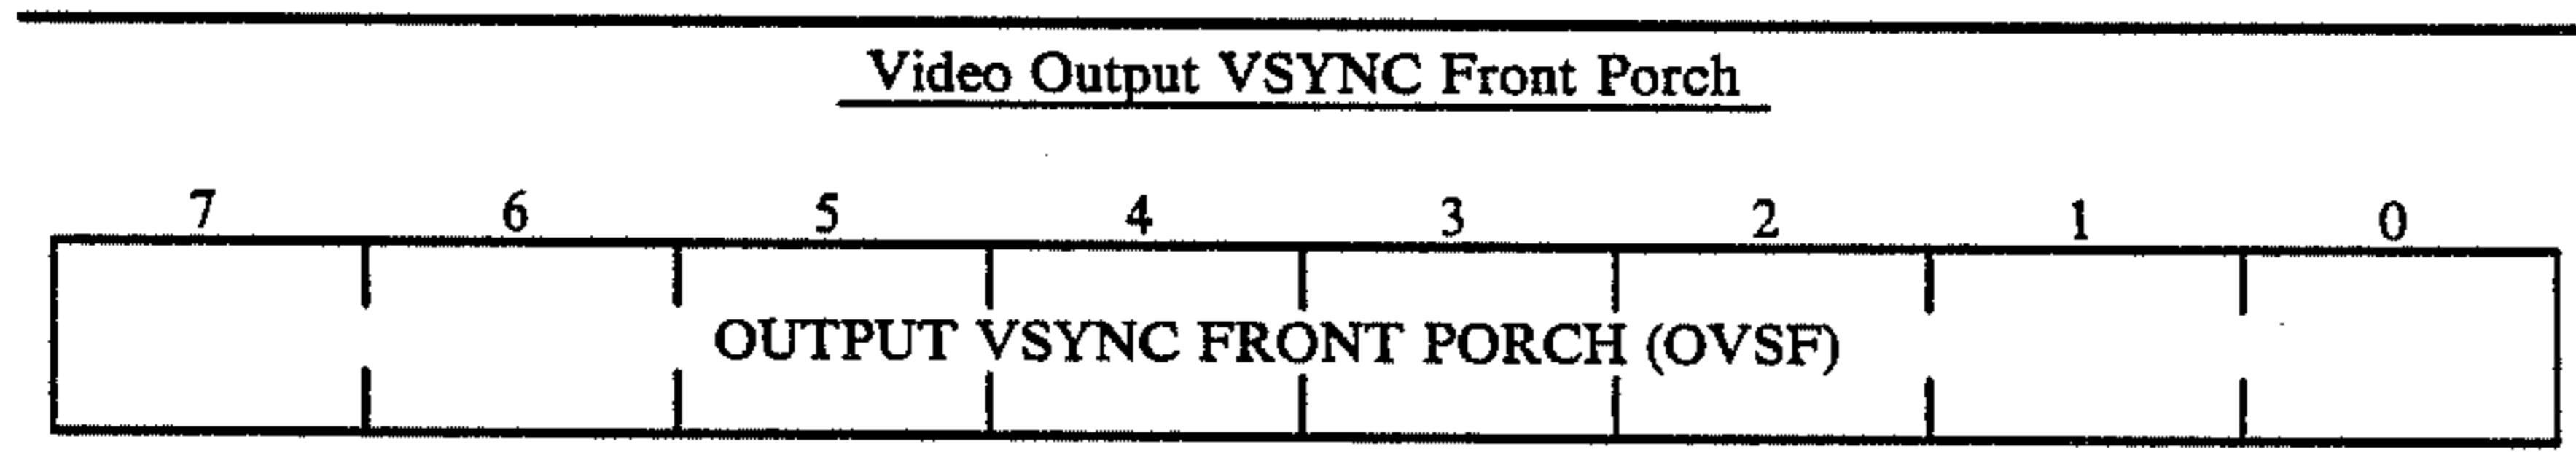 Video Output VSYNC Front Porch
7 6 5 4 3 2 1 0
OUTPUT VSYNC FRONT PORCH (OVSF)